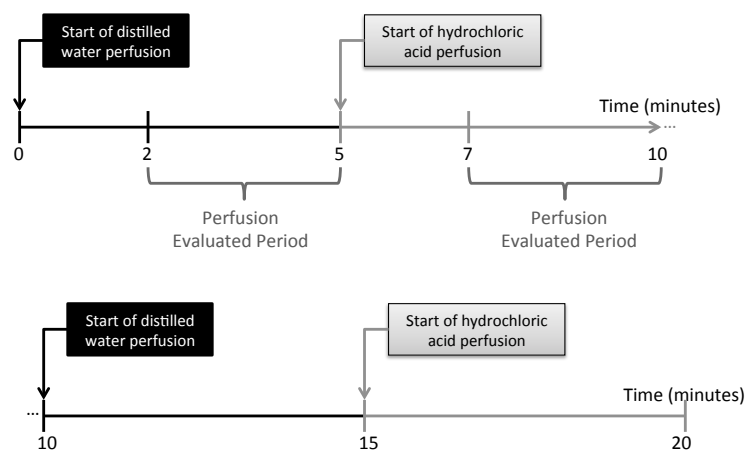 Start of distilled
water perfusion
Start of hydrochloric
acid perfusion
Time (minutes)
...
0
2
5
7
10
Perfusion
Evaluated Period
Perfusion
Evaluated Period
Start of distilled
water perfusion
Start of hydrochloric
acid perfusion
Time (minutes)
...
10
15
20